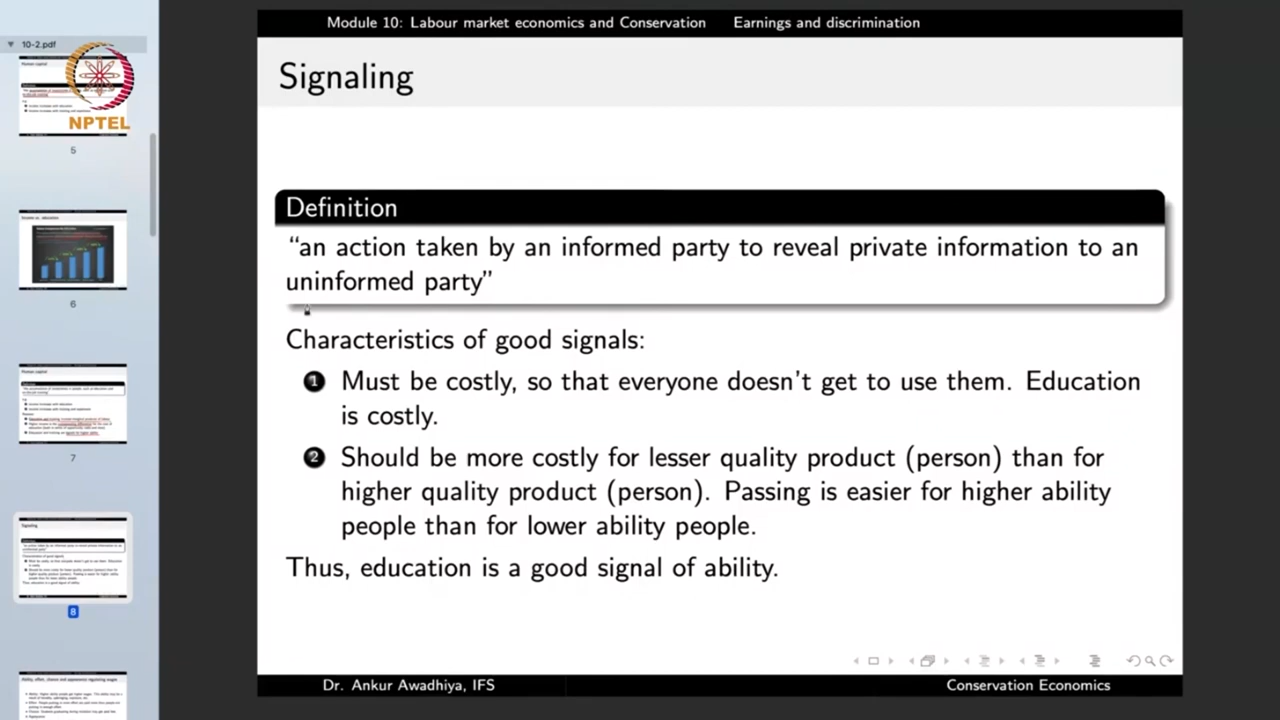 Module 10: Labour market economics and Conservation Earnings and discrimination
10-2.pdf
NPTEL
5
6
7
8
Signaling
Definition
“an action taken by an informed party to reveal private information to an
uninformed party”
Characteristics of good signals:
1 Must be costly, so that everyone doesn't get to use them. Education
is costly.
2 Should be more costly for lesser quality product (person) than for
higher quality product (person). Passing is easier for higher ability
people than for lower ability people.
Thus, education is a good signal of ability.
Dr. Ankur Awadhiya, IFS Conservation Economics